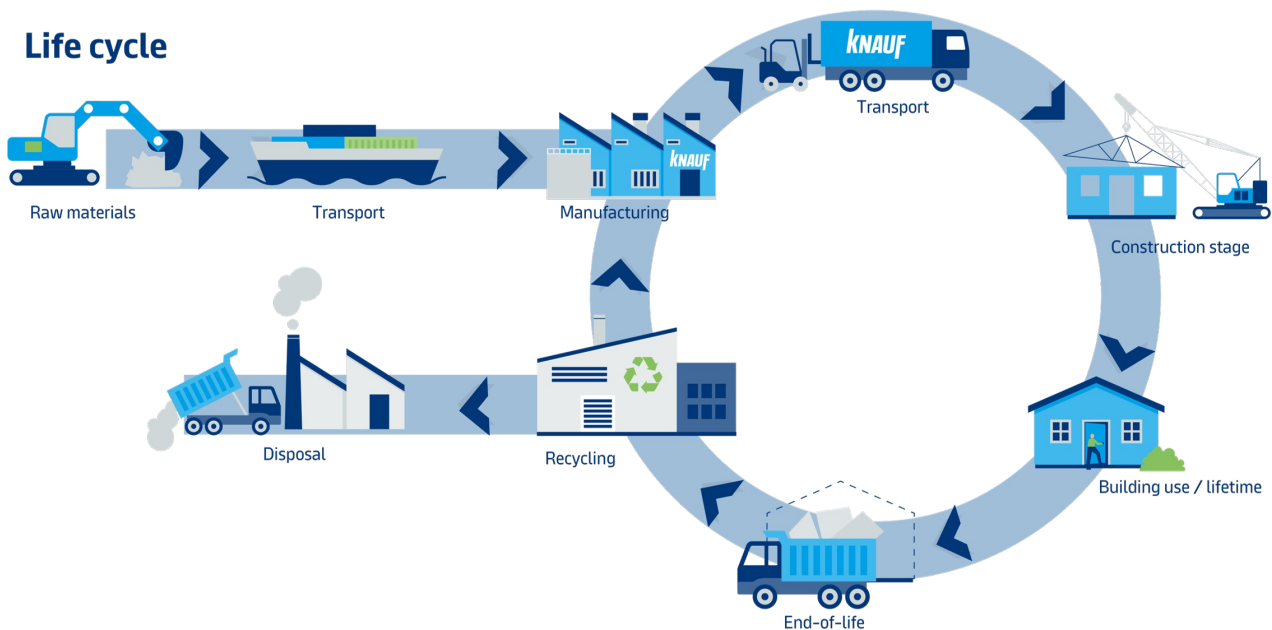 Life cycle
KNAUF
Transport
KNAUF
Raw materials
Transport
Manufacturing
Construction stage
Disposal
Recycling
Building use / lifetime
End-of-life